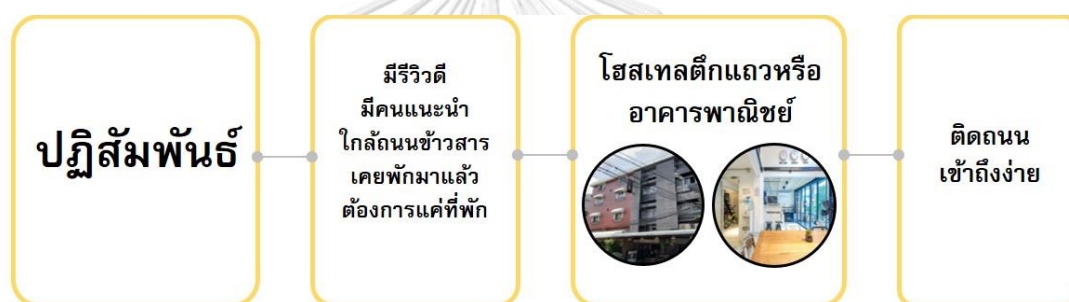 ปฏิสัมพันธ์
มีรีวิวดี
มีคนแนะนำ
ใกล้ถนนข้าวสาร
เคยพักมาแล้ว
ต้องการแค่ที่พัก
โฮสเทลตึกแถวหรือ
อาคารพาณิชย์
ติดถนน
เข้าถึงง่าย